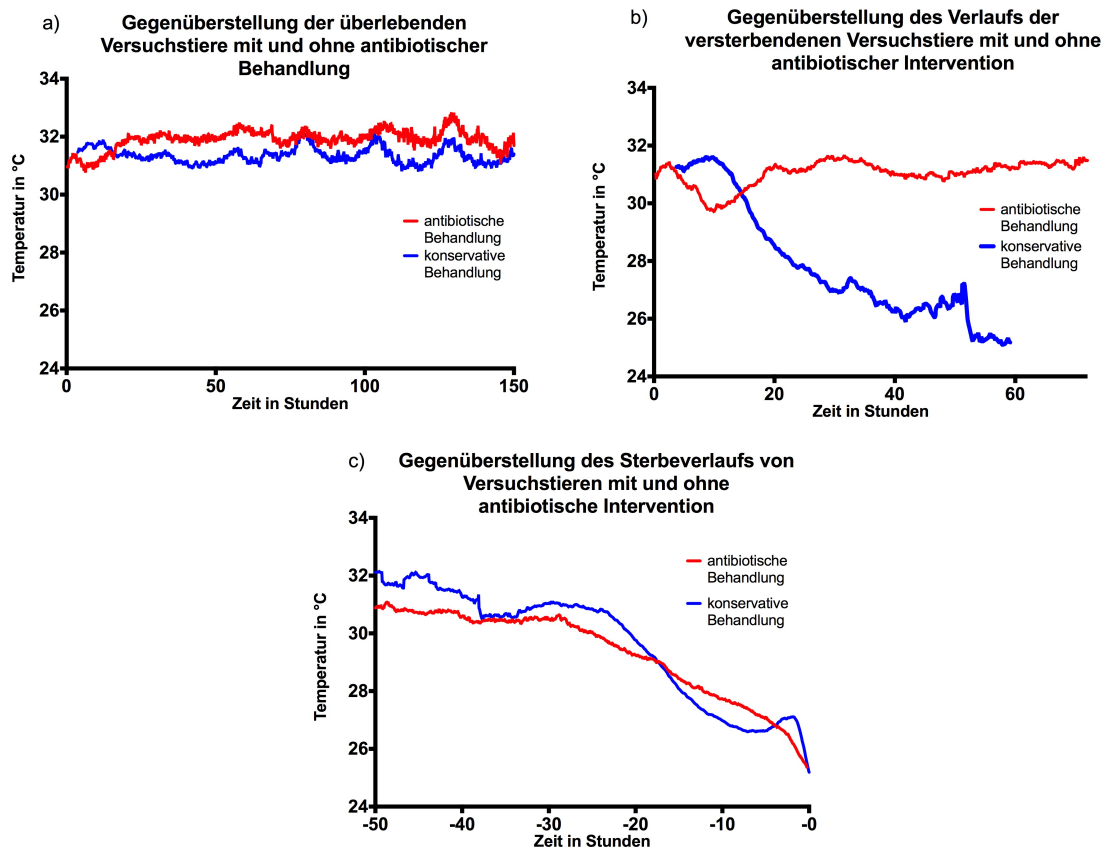 a)
Gegenüberstellung der überlebenden
Versuchstiere mit und ohne antibiotischer
Behandlung
34
32
30
28
26
24
Temperatur in °C
0
50
100
150
Zeit in Stunden
antibiotische
Behandlung
konservative
Behandlung
b)
Gegenüberstellung des Verlaufs der
versterbendenen Versuchstiere mit und ohne
antibiotischer Intervention
34
32
30
28
26
24
Temperatur in °C
0
20
40
60
Zeit in Stunden
antibiotische
Behandlung
konservative
Behandlung
c)
Gegenüberstellung des Sterbeverlaufs von
Versuchstieren mit und ohne
antibiotische Intervention
34
32
30
28
26
24
Temperatur in °C
-50
-40
-30
-20
-10
-0
Zeit in Stunden
antibiotische
Behandlung
konservative
Behandlung